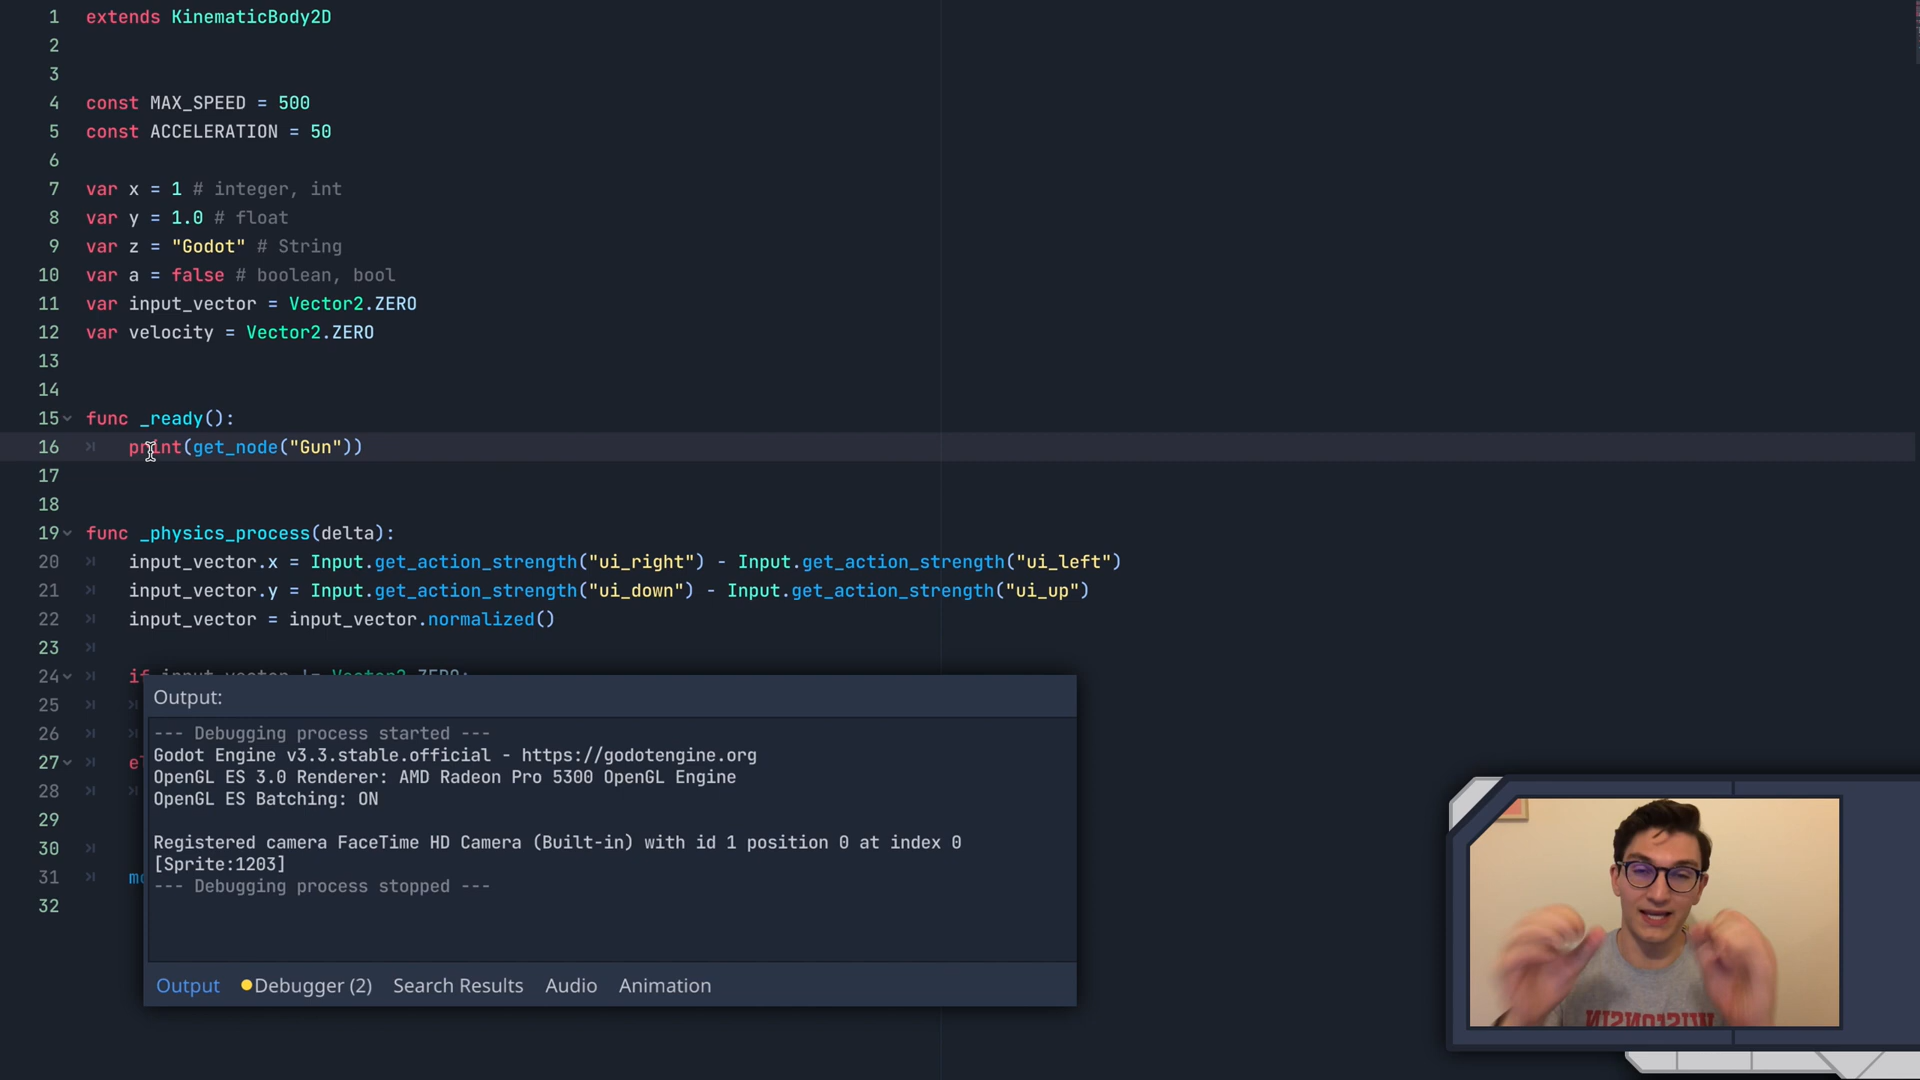 1 extends KinematicBody2D
2
3
4 const MAX_SPEED = 500
5 const ACCELERATION = 50
6
7 var x = 1 # integer, int
8 var y = 1.0 # float
9 var z = "Godot" # String
10 var a = false # boolean, bool
11 var input_vector = Vector2.ZERO
12 var velocity = Vector2.ZERO
13
14
15 func _ready():
16 print(get_node("Gun"))
17
18
19 func _physics_process(delta):
20 input_vector.x = Input.get_action_strength("ui_right") - Input.get_action_strength("ui_left")
21 input_vector.y = Input.get_action_strength("ui_down") - Input.get_action_strength("ui_up")
22 input_vector = input_vector.normalized()
23
24 if input_vector != Vector2.ZERO:
25
26
27 el
28
29
30
31 mo
32
Output:
--- Debugging process started ---
Godot Engine v3.3.stable.official - https://godotengine.org
OpenGL ES 3.0 Renderer: AMD Radeon Pro 5300 OpenGL Engine
OpenGL ES Batching: ON
Registered camera FaceTime HD Camera (Built-in) with id 1 position 0 at index 0
[Sprite:1203]
--- Debugging process stopped ---
Output Debugger (2) Search Results Audio Animation